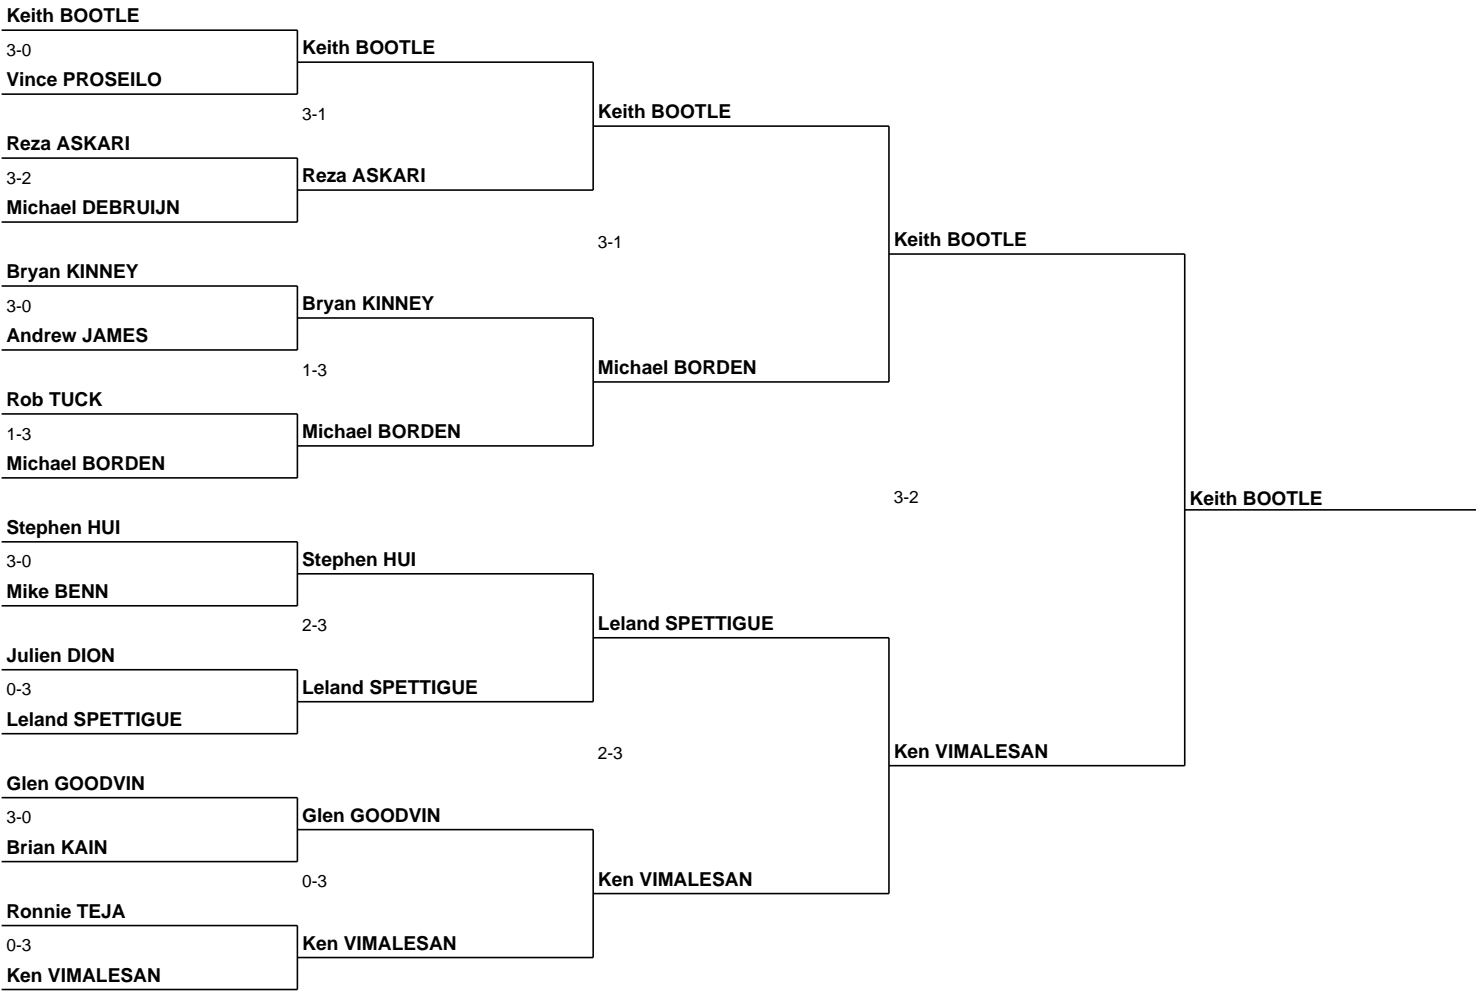 Keith BOOTLE
3-0
Vince PROSEILO
Reza ASKARI
3-2
Michael DEBRUIJN
Bryan KINNEY
3-0
Andrew JAMES
Rob TUCK
1-3
Michael BORDEN
Stephen HUI
3-0
Mike BENN
Julien DION
0-3
Leland SPETTIGUE
Glen GOODVIN
3-0
Brian KAIN
Ronnie TEJA
0-3
Ken VIMALESAN
Keith BOOTLE
3-1
Reza ASKARI
Bryan KINNEY
1-3
Michael BORDEN
Stephen HUI
2-3
Leland SPETTIGUE
Glen GOODVIN
0-3
Ken VIMALESAN
Keith BOOTLE
3-1
Michael BORDEN
Leland SPETTIGUE
2-3
Ken VIMALESAN
Keith BOOTLE
3-2
Ken VIMALESAN
Keith BOOTLE